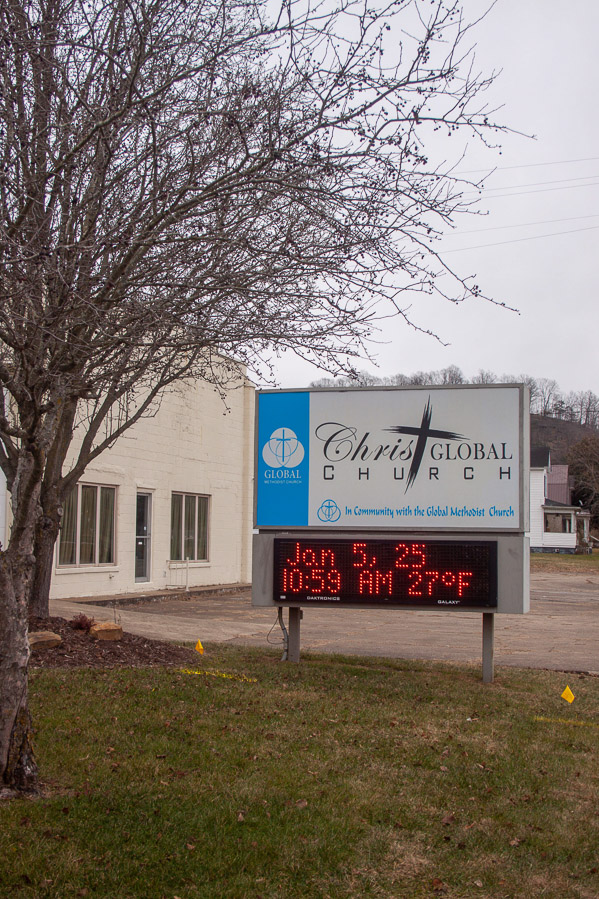 GLOBAL
METHODIST CHURCH
Christ GLOBAL
CHURCH
In Community with the Global Methodist Church
Jan 5, 25
10:59 AM 27°F
DAKTRONICS GALAXY